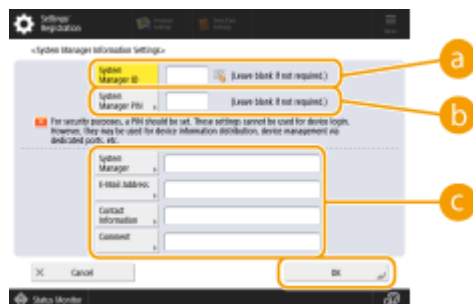 Settings/
Registration
Menu
<System Manager Information Settings>
System
Manager ID
(Leave blank if not required.)
a
System
Manager PIN
(Leave blank if not required.)
b
For security purposes, a PIN should be set. These settings cannot be used for device login.
However, they may be used for device information distribution, device management via
dedicated ports, etc.
System
Manager
E-Mail Address
Contact
Information
c
Comment
Cancel
OK
Status Monitor